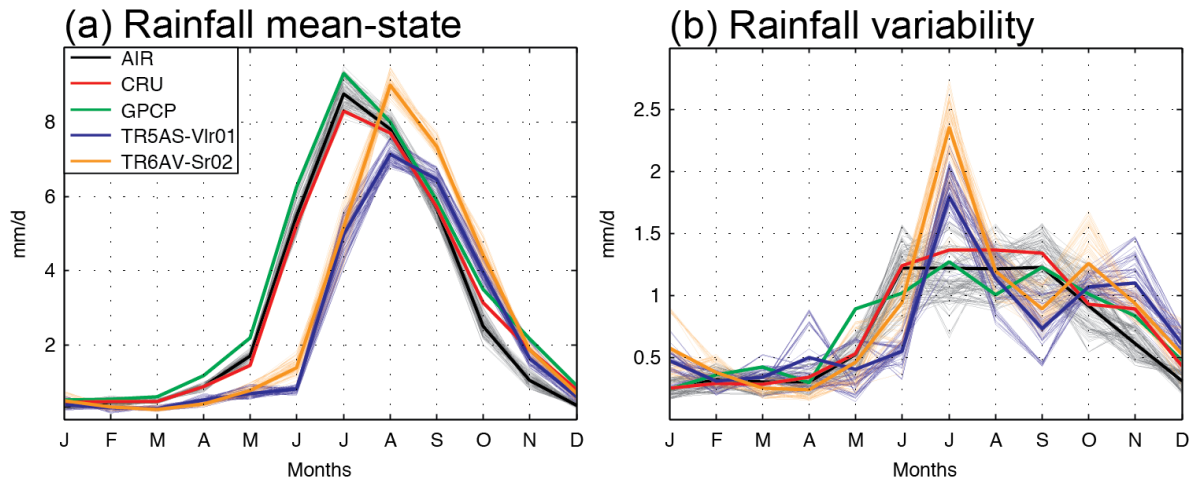 (a) Rainfall mean-state
AIR
CRU
GPCP
TR5AS-Vlr01
TR6AV-Sr02
8
6
4
2
mm/d
J F M A M J J A S O N D
Months
(b) Rainfall variability
2.5
2
1.5
1
0.5
mm/d
J F M A M J J A S O N D
Months